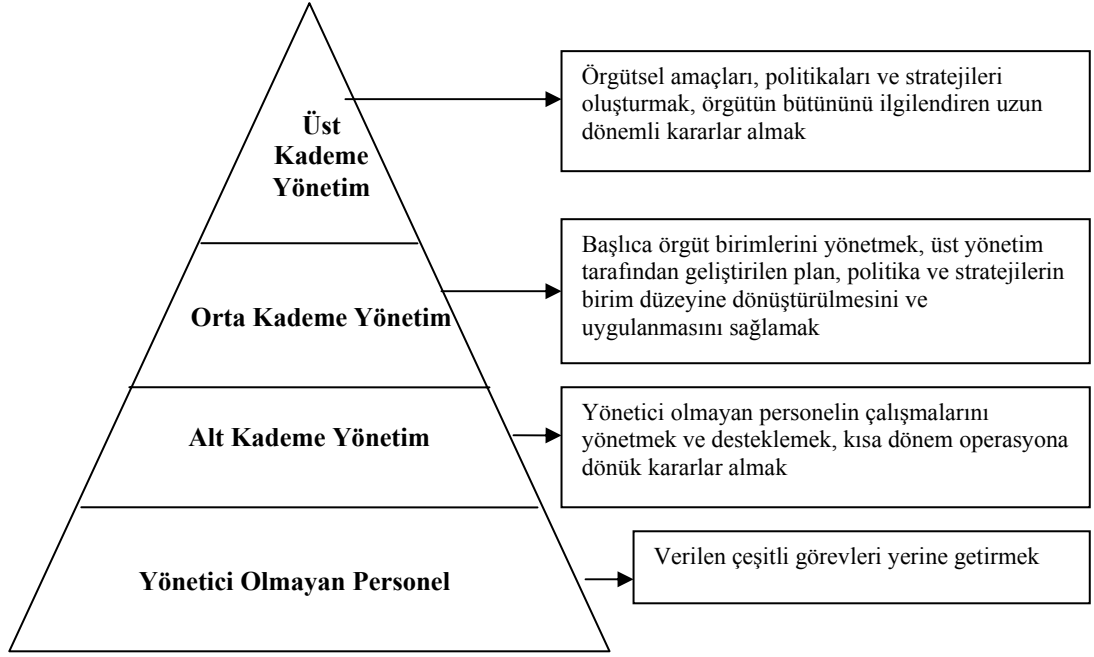 Üst
Kademe
Yönetim
Örgütsel amaçları, politikaları ve stratejileri
oluşturmak, örgütün bütününü ilgilendiren uzun
dönemli kararlar almak
Orta Kademe Yönetim
Başlıca örgüt birimlerini yönetmek, üst yönetim
tarafından geliştirilen plan, politika ve stratejilerin
birim düzeyine dönüştürülmesini ve
uygulanmasını sağlamak
Alt Kademe Yönetim
Yönetici olmayan personelin çalışmalarını
yönetmek ve desteklemek, kısa dönem operasyona
dönük kararlar almak
Yönetici Olmayan Personel
Verilen çeşitli görevleri yerine getirmek